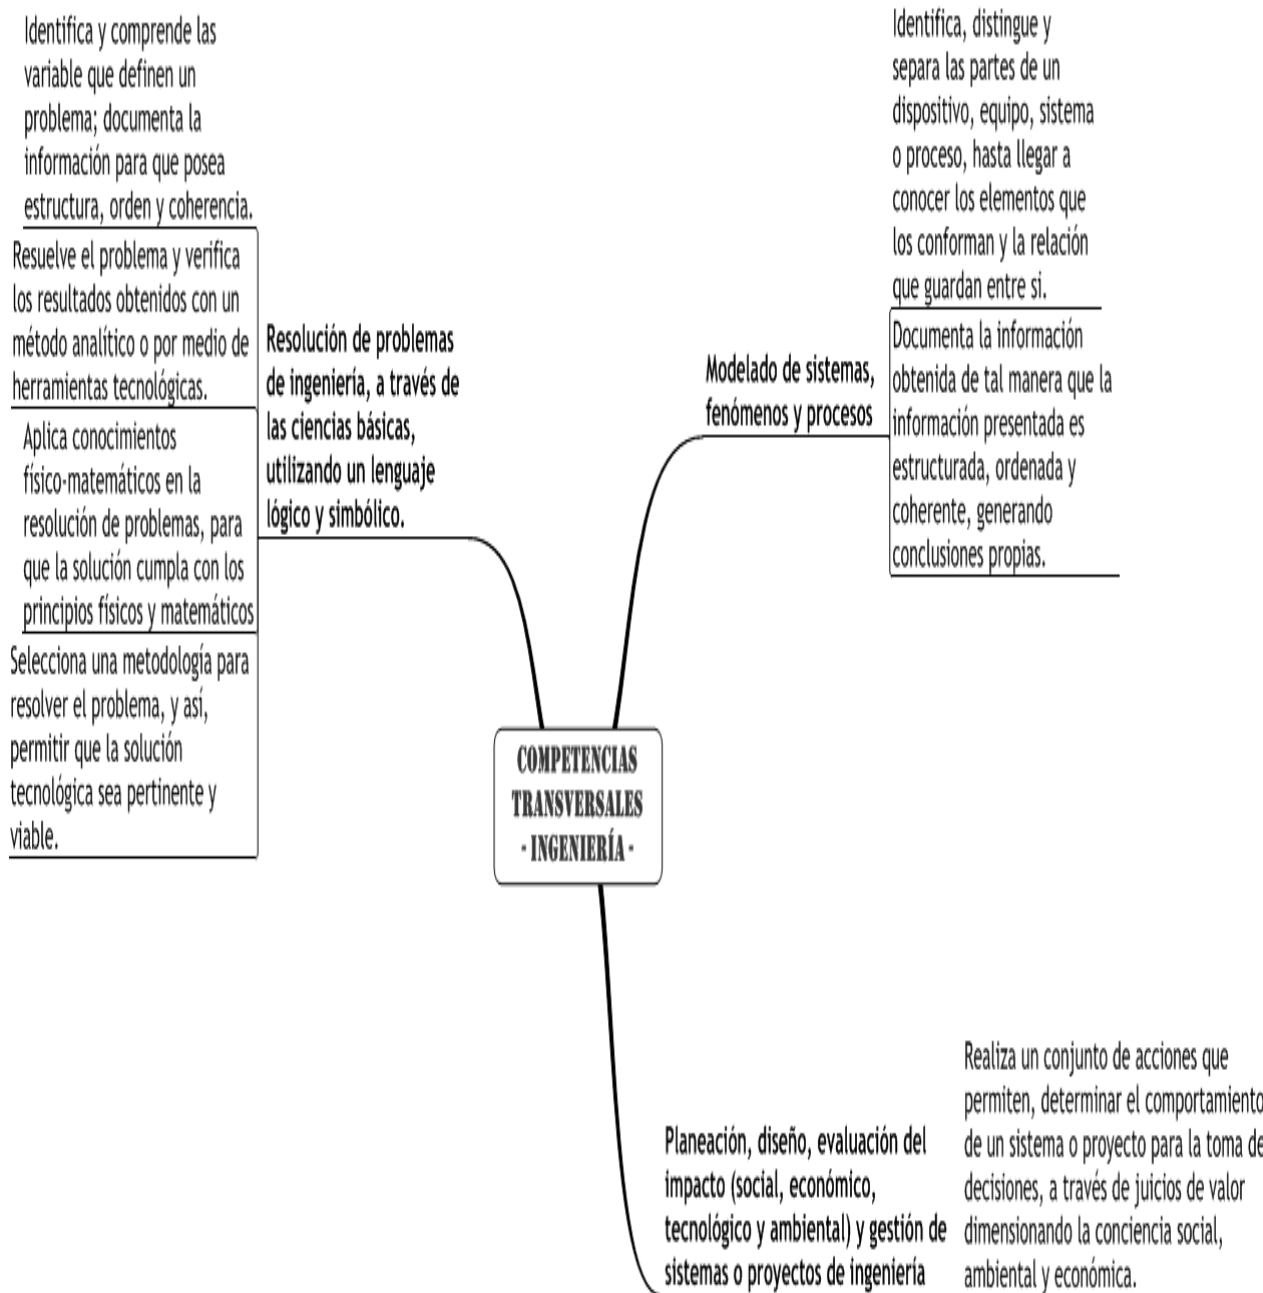 Identifica y comprende las
variable que definen un
problema; documenta la
información para que posea
estructura, orden y coherencia.
Resuelve el problema y verifica
los resultados obtenidos con un
método analítico o por medio de
herramientas tecnológicas.
Aplica conocimientos
físico-matemáticos en la
resolución de problemas, para
que la solución cumpla con los
principios físicos y matemáticos
Selecciona una metodología para
resolver el problema, y así,
permitir que la solución
tecnológica sea pertinente y
viable.
Resolución de problemas
de ingeniería, a través de
las ciencias básicas,
utilizando un lenguaje
lógico y simbólico.
Modelado de sistemas,
fenómenos y procesos
Identifica, distingue y
separa las partes de un
dispositivo, equipo, sistema
o proceso, hasta llegar a
conocer los elementos que
los conforman y la relación
que guardan entre si.
Documenta la información
obtenida de tal manera que la
información presentada es
estructurada, ordenada y
coherente, generando
conclusiones propias.
COMPETENCIAS
TRANSVERSALES
- INGENIERÍA -
Planeación, diseño, evaluación del
impacto (social, económico,
tecnológico y ambiental) y gestión de
sistemas o proyectos de ingeniería
Realiza un conjunto de acciones que
permiten, determinar el comportamiento
de un sistema o proyecto para la toma de
decisiones, a través de juicios de valor
dimensionando la conciencia social,
ambiental y económica.